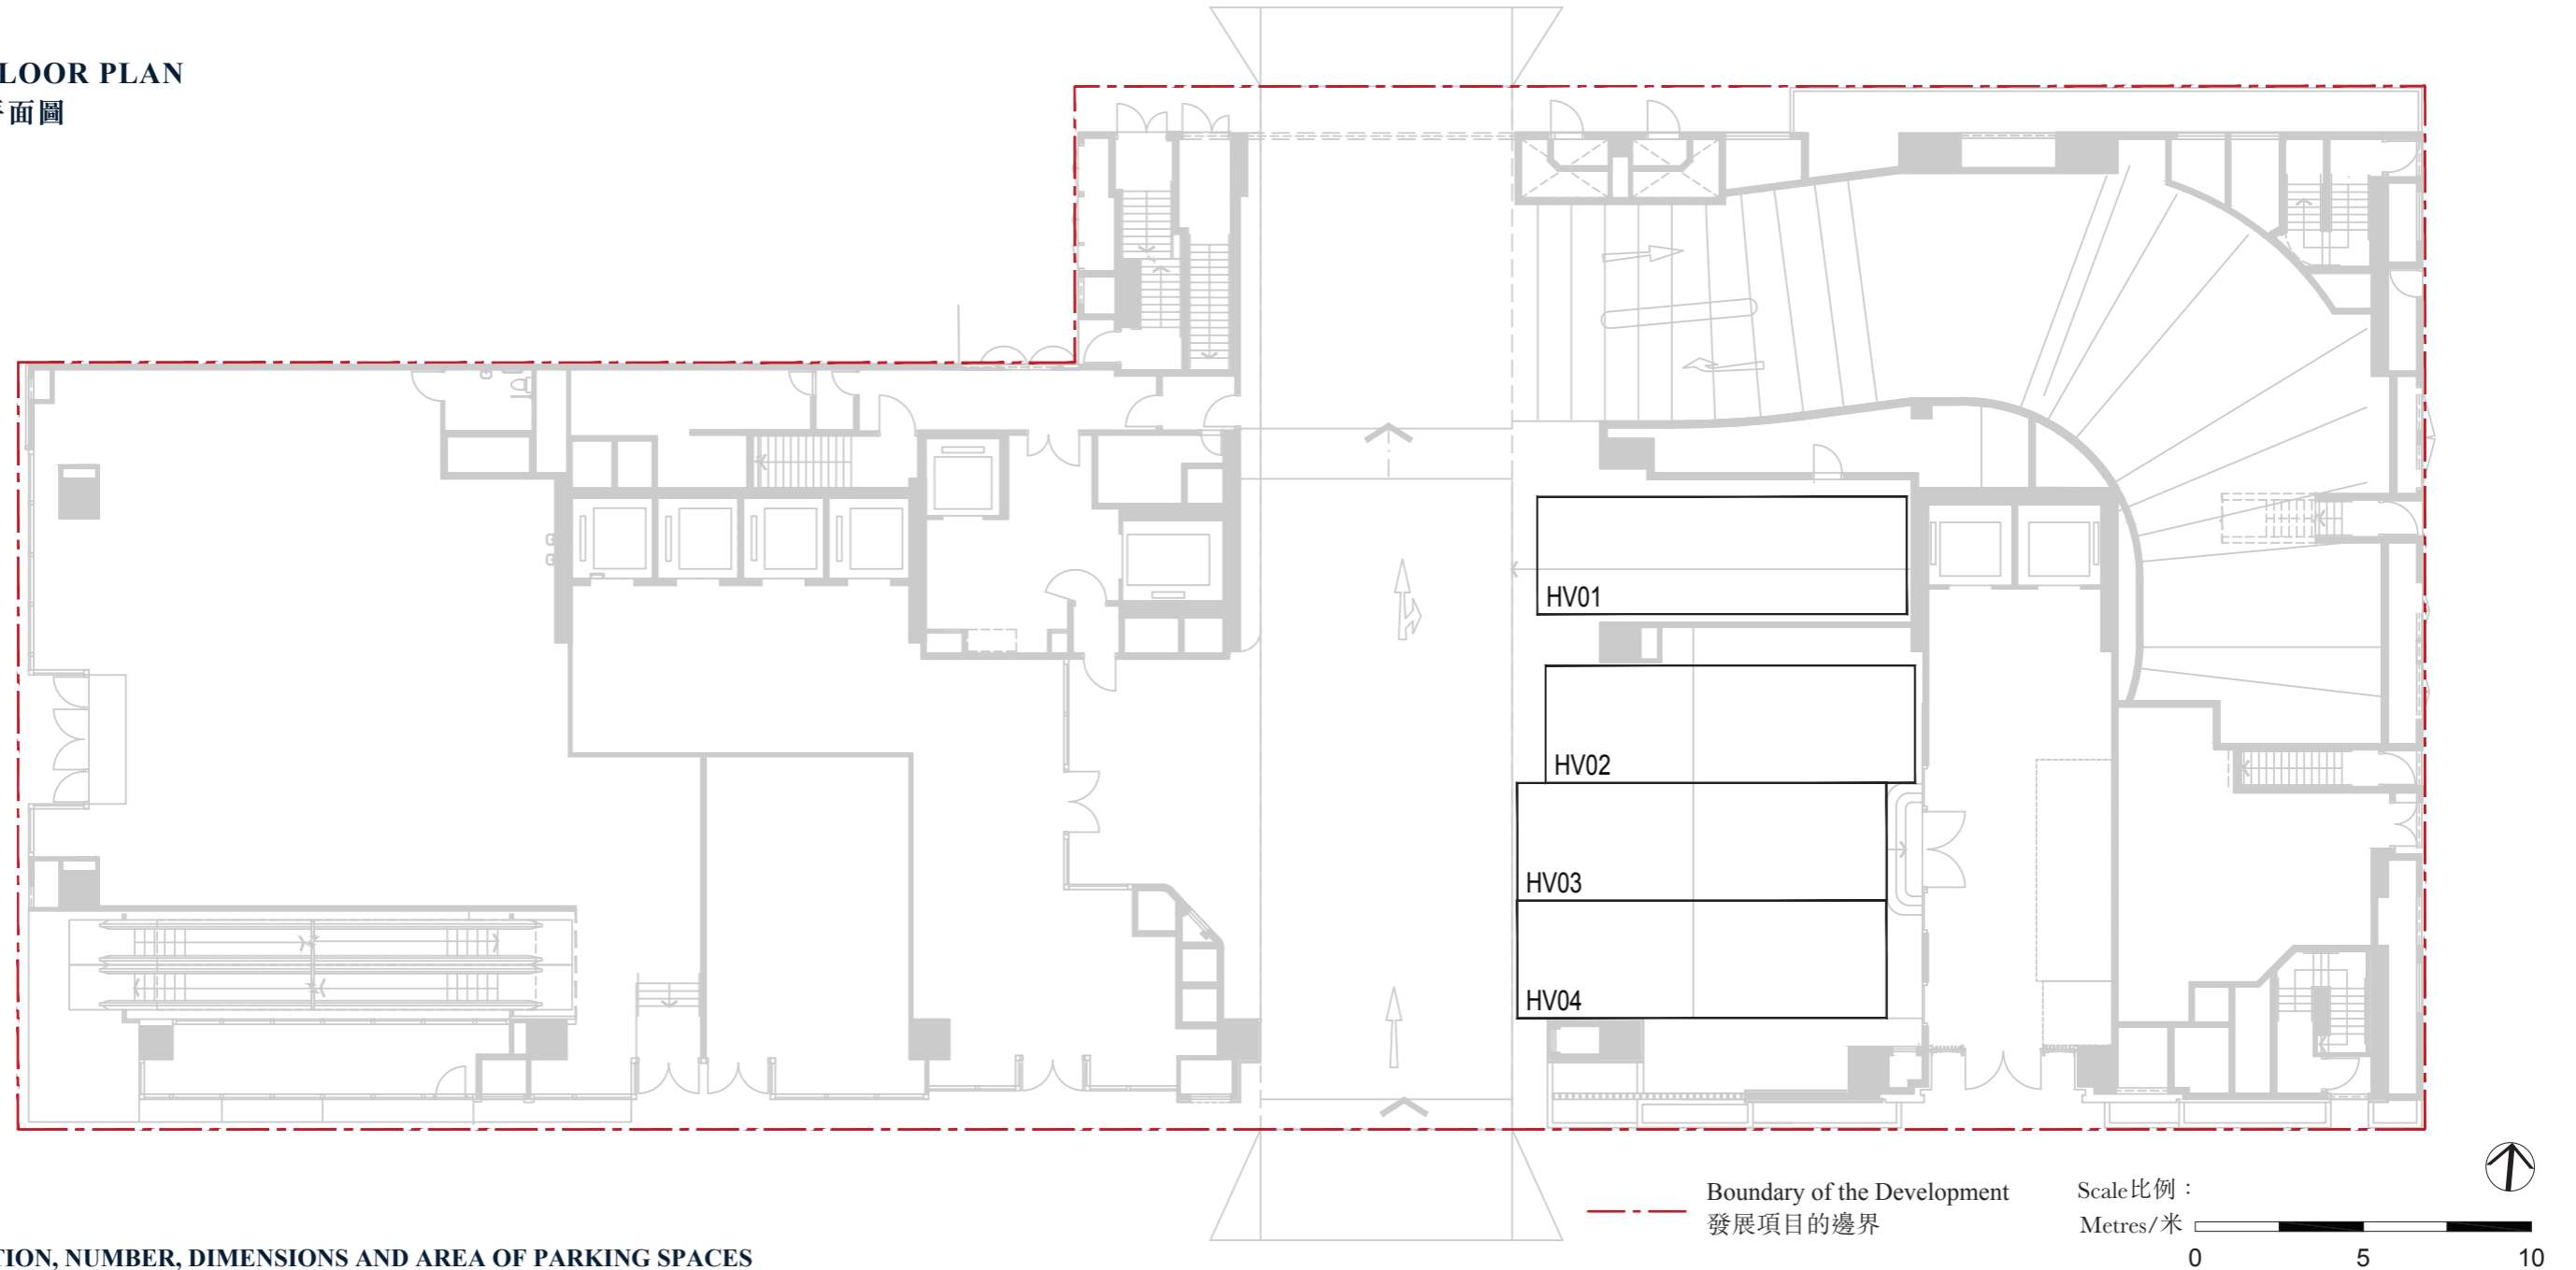 LOOR PLAN
平面圖
HV01
HV02
HV03
HV04
Boundary of the Development
發展項目的邊界
Scale比例：
Metres/米
0 5 10
TION, NUMBER, DIMENSIONS AND AREA OF PARKING SPACES